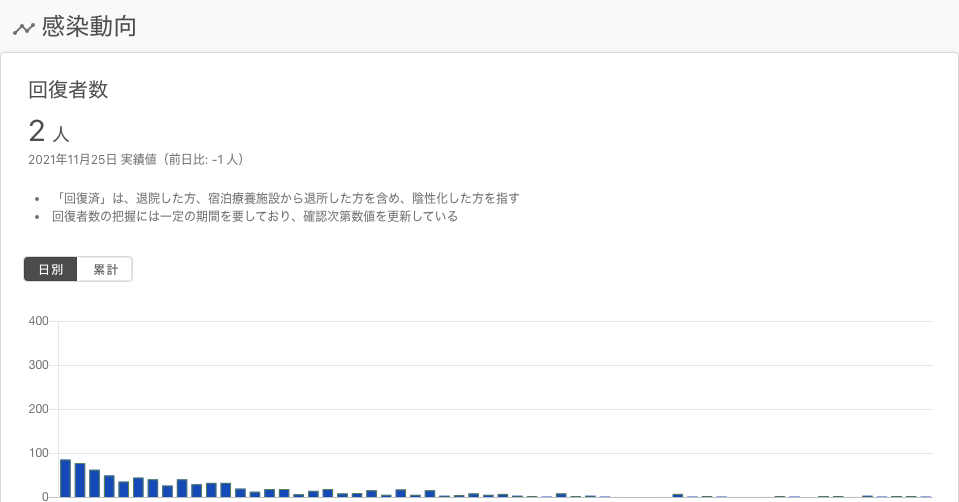 感染動向
回復者数
2 人
2021年11月25日 実績値（前日比: -1 人）
「回復済」は、退院した方、宿泊療養施設から退所した方を含め、陰性化した方を指す
回復者数の把握には一定の期間を要しており、確認次第数値を更新している
日別 累計
400
300
200
100
0